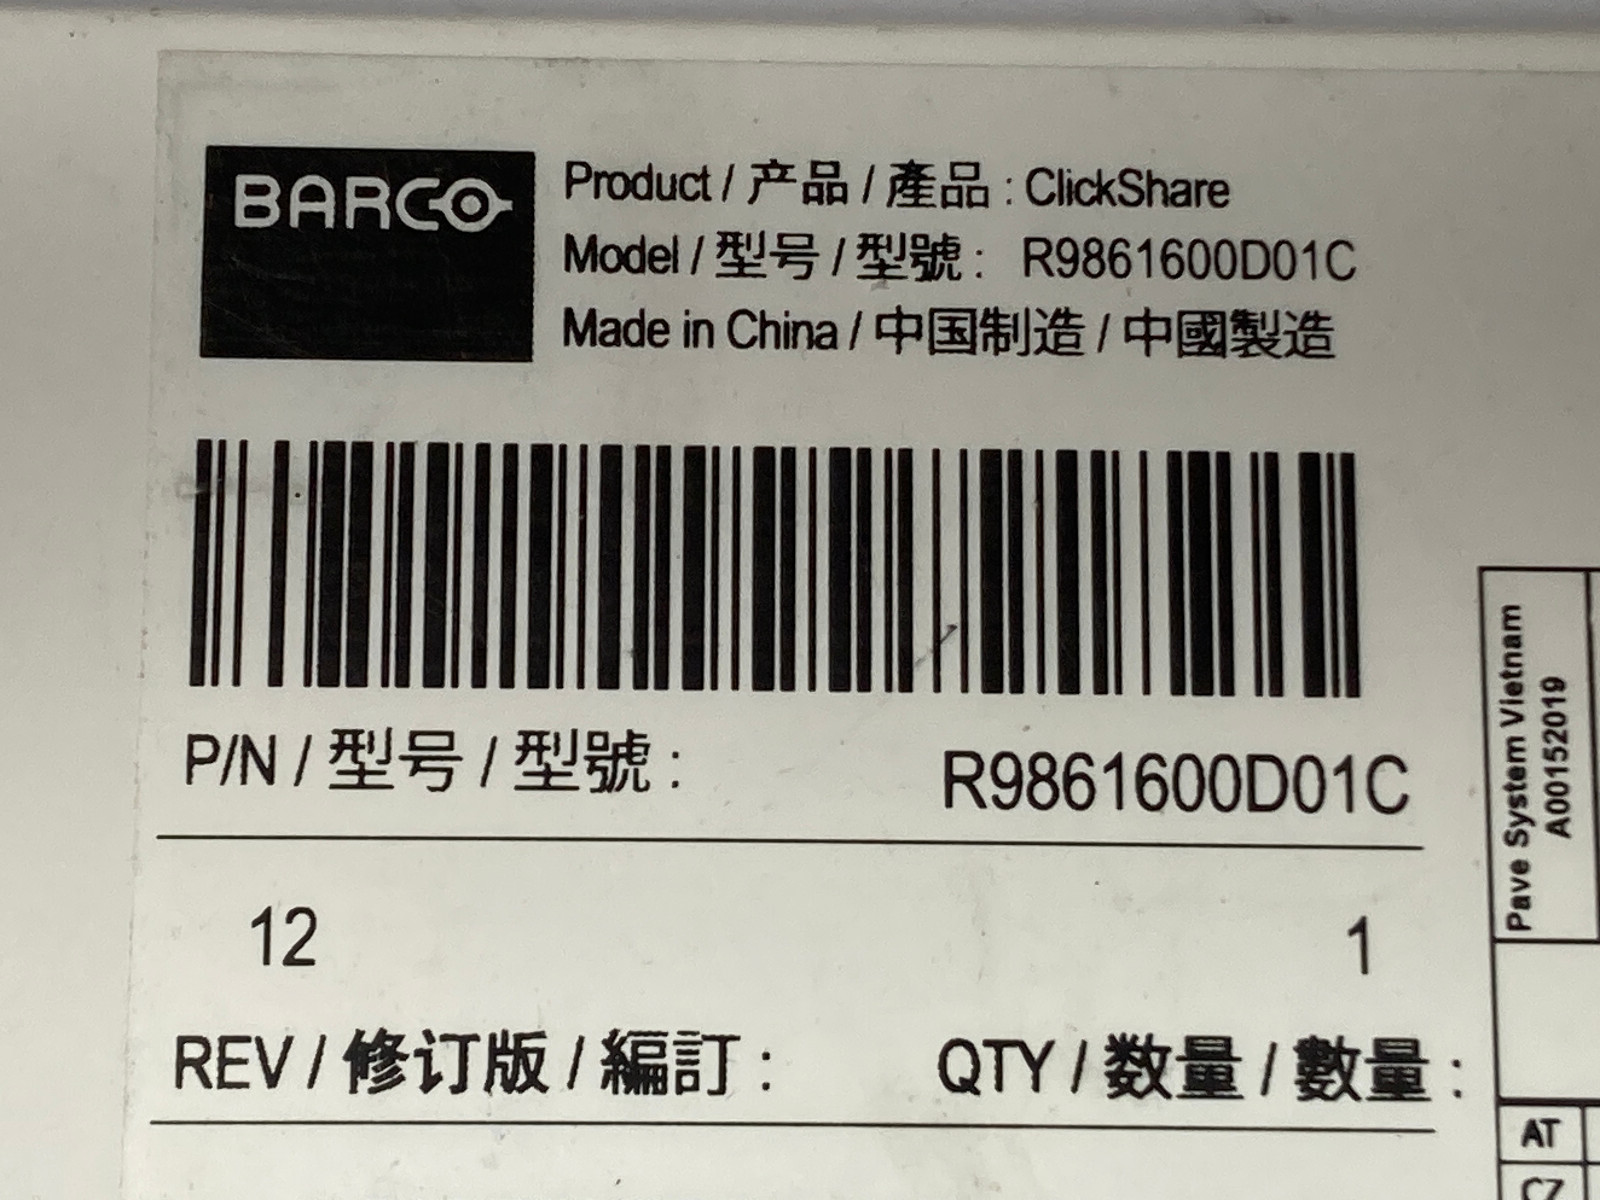 BARCO
Product / 产品 / 產品 : ClickShare
Model / 型号 / 型號 : R9861600D01C
Made in China / 中国制造 / 中國製造
P/N / 型号 / 型號 :
R9861600D01C
12
1
REV / 修订版 / 編訂 :
QTY / 数量 / 數量 :
Pave System Vietnam
A00152019
AT
CZ